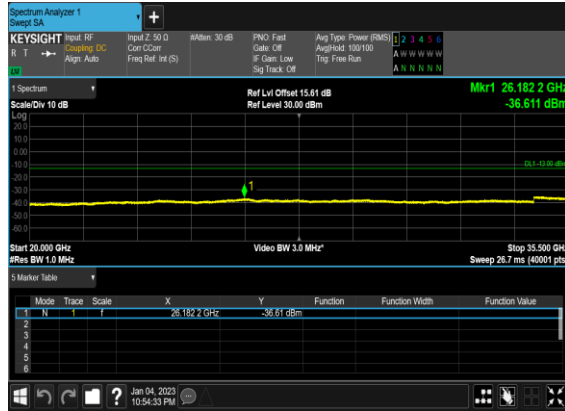 Spectrum Analyzer 1
Swept SA
+
KEYSIGHT Input: RF Input Z: 50 Ω #Atten: 30 dB PNO: Fast Avg Type: Power (RMS) 1 2 3 4 5 6
R T Coupling: DC Corr CCorr Gate: Off Avg|Hold: 100/100 A W W W W W
Align: Auto Freq Ref: Int (S) IF Gain: Low Trig: Free Run
Sig Track: Off A N N N N N
1 Spectrum Ref Lvl Offset 15.61 dB Mkr1 26.182 2 GHz
Scale/Div 10 dB Ref Level 30.00 dBm -36.611 dBm
Log
20.0
10.0
0.00
-10.0 DL1 -13.00 dBm
-20.0
-30.0 1
-40.0
-50.0
-60.0
Start 20.000 GHz Video BW 3.0 MHz* Stop 35.500 GHz
#Res BW 1.0 MHz Sweep 26.7 ms (40001 pts)
5 Marker Table
Mode Trace Scale X Y Function Function Width Function Value
1 N 1 f 26.182 2 GHz -36.61 dBm
2
3
4
5
6
? Jan 04, 2023
10:54:33 PM